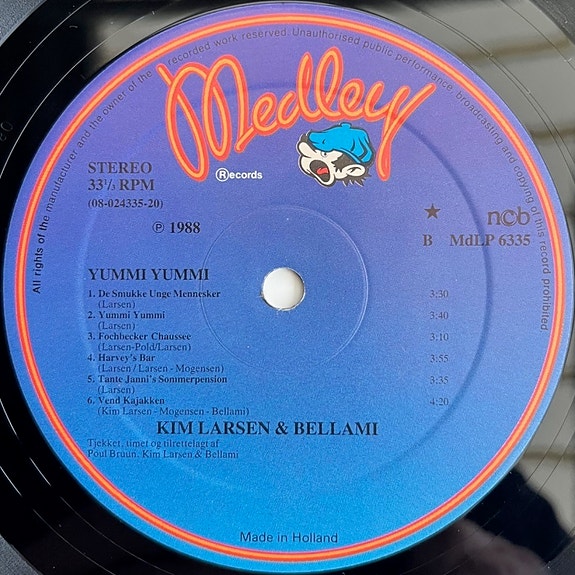 All rights of the manufacturer and the owner of the recorded work reserved. Unauthorised public performance, broadcasting and copying of this record prohibited
Medley
Records
STEREO
33⅓ RPM
(08-024335-20)
℗ 1988
★ ncb
B MdLP 6335
YUMMI YUMMI
1. De Smukke Unge Mennesker 3:30
(Larsen)
2. Yummi Yummi 3:40
(Larsen)
3. Fochbecker Chaussee 3:10
(Larsen-Pold/Larsen)
4. Harvey's Bar 3:55
(Larsen / Larsen - Mogensen)
5. Tante Janni's Sommerpension 3:35
(Larsen)
6. Vend Kajakken 4:20
(Kim Larsen - Mogensen - Bellami)
KIM LARSEN & BELLAMI
Tjekket, timet og tilrettelagt af
Poul Bruun, Kim Larsen & Bellami
Made in Holland